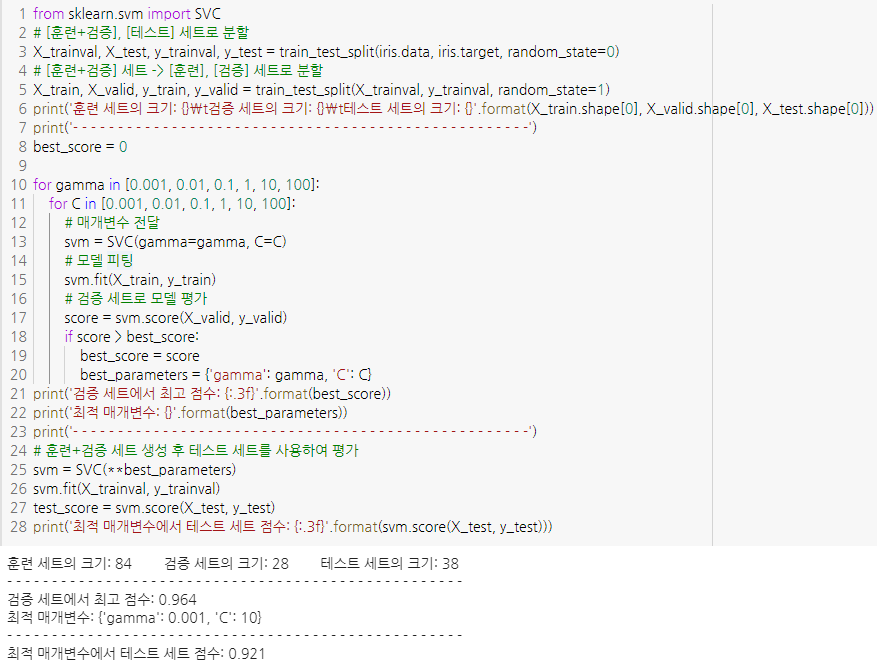 1 from sklearn.svm import SVC
2 # [훈련+검증], [테스트] 세트로 분할
3 X_trainval, X_test, y_trainval, y_test = train_test_split(iris.data, iris.target, random_state=0)
4 # [훈련+검증] 세트 -> [훈련], [검증] 세트로 분할
5 X_train, X_valid, y_train, y_valid = train_test_split(X_trainval, y_trainval, random_state=1)
6 print('훈련 세트의 크기: {}₩t검증 세트의 크기: {}₩t테스트 세트의 크기: {}'.format(X_train.shape[0], X_valid.shape[0], X_test.shape[0]))
7 print('- - - - - - - - - - - - - - - - - - - - - - - - - - - - - - - - - - - - - - - - - - - - - - - - - - -')
8 best_score = 0
9
10 for gamma in [0.001, 0.01, 0.1, 1, 10, 100]:
11 for C in [0.001, 0.01, 0.1, 1, 10, 100]:
12 # 매개변수 전달
13 svm = SVC(gamma=gamma, C=C)
14 # 모델 피팅
15 svm.fit(X_train, y_train)
16 # 검증 세트로 모델 평가
17 score = svm.score(X_valid, y_valid)
18 if score > best_score:
19 best_score = score
20 best_parameters = {'gamma': gamma, 'C': C}
21 print('검증 세트에서 최고 점수: {:.3f}'.format(best_score))
22 print('최적 매개변수: {}'.format(best_parameters))
23 print('- - - - - - - - - - - - - - - - - - - - - - - - - - - - - - - - - - - - - - - - - - - - - - - - - - -')
24 # 훈련+검증 세트 생성 후 테스트 세트를 사용하여 평가
25 svm = SVC(**best_parameters)
26 svm.fit(X_trainval, y_trainval)
27 test_score = svm.score(X_test, y_test)
28 print('최적 매개변수에서 테스트 세트 점수: {:.3f}'.format(svm.score(X_test, y_test)))
훈련 세트의 크기: 84 검증 세트의 크기: 28 테스트 세트의 크기: 38
- - - - - - - - - - - - - - - - - - - - - - - - - - - - - - - - - - - - - - - - - - - - - - - - - - -
검증 세트에서 최고 점수: 0.964
최적 매개변수: {'gamma': 0.001, 'C': 10}
- - - - - - - - - - - - - - - - - - - - - - - - - - - - - - - - - - - - - - - - - - - - - - - - - - -
최적 매개변수에서 테스트 세트 점수: 0.921